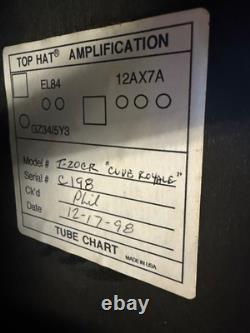 TOP HAT® AMPLIFICATION
EL84 12AX7A
GZ34/5Y3
Model # T-20CR "CLUB ROYALE"
Serial # C198
Ck'd Phil
Date 12-17-98
TUBE CHART
MADE IN USA